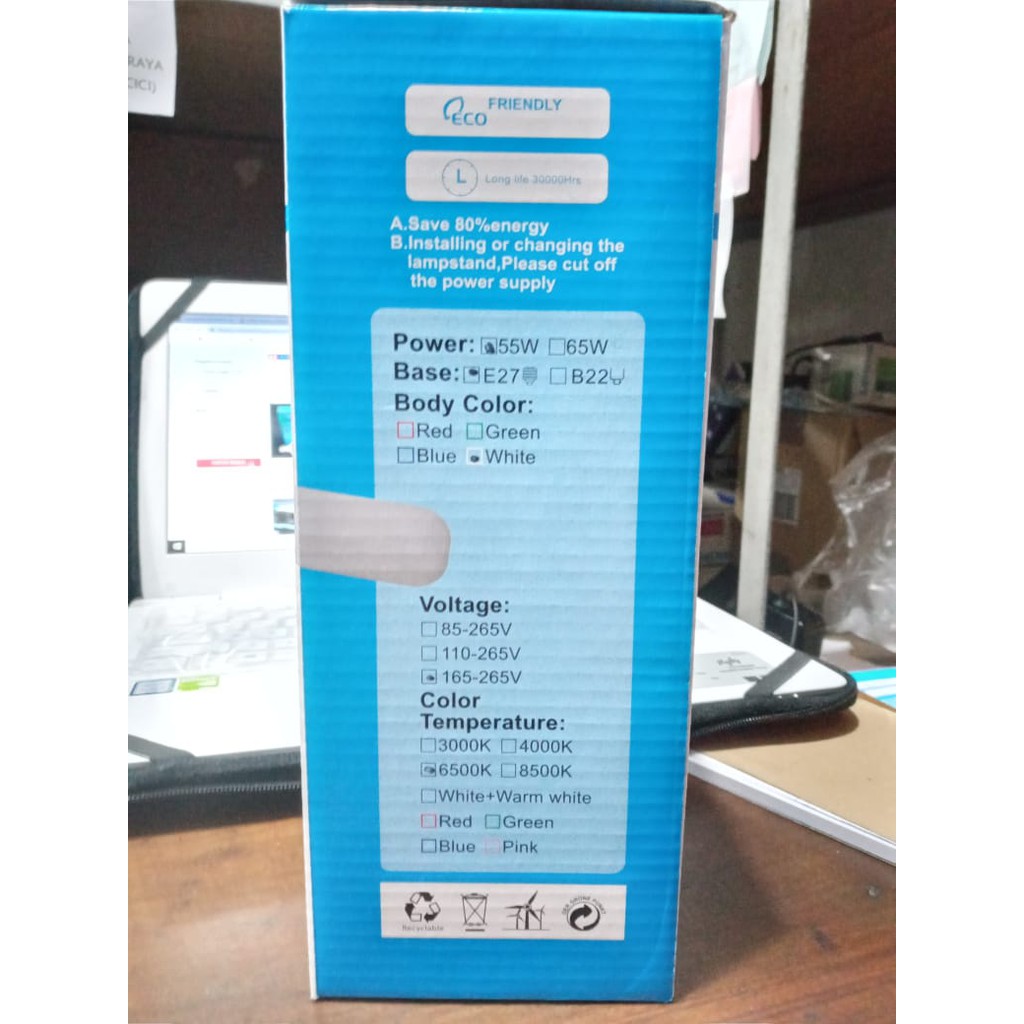 RAYA
CICI)
ECO FRIENDLY
L Long life 30000Hrs
A.Save 80%energy
B.Installing or changing the
lampstand,Please cut off
the power supply
Power: 55W 65W
Base: E27 B22
Body Color:
Red Green
Blue White
Voltage:
85-265V
110-265V
165-265V
Color
Temperature:
3000K 4000K
6500K 8500K
White+Warm white
Red Green
Blue Pink
Recyclable